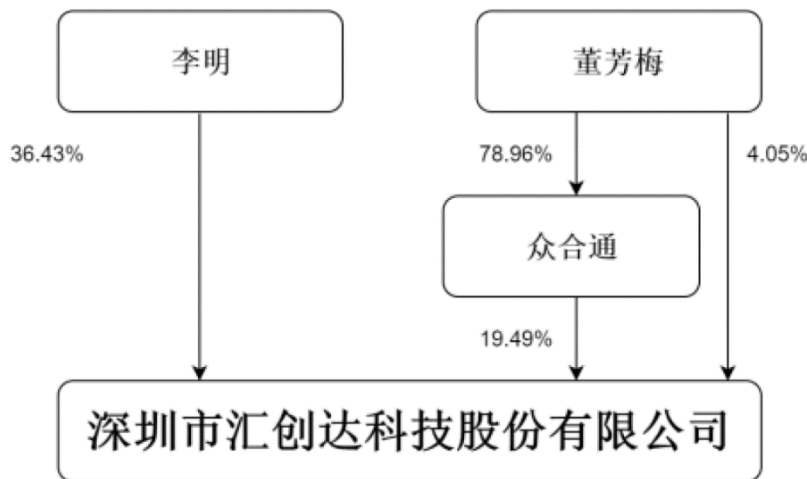 李明
董芳梅
36.43%
78.96%
4.05%
众合通
19.49%
深圳市汇创达科技股份有限公司